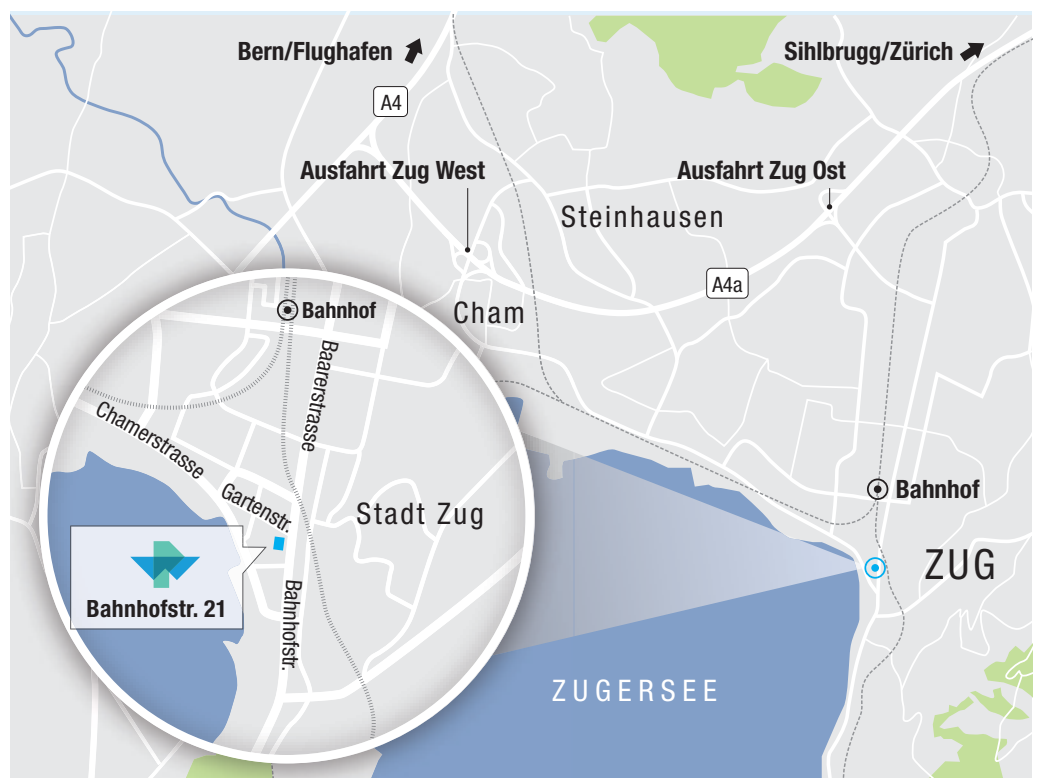 Bern/Flughafen
Sihlbrugg/Zürich
A4
Ausfahrt Zug West
Ausfahrt Zug Ost
Steinhausen
A4a
Cham
Bahnhof
Baarerstrasse
Chamerstrasse
Gartenstr.
Stadt Zug
Bahnhof
ZUG
Bahnhofstr. 21
Bahnhofstr.
ZUGERSEE